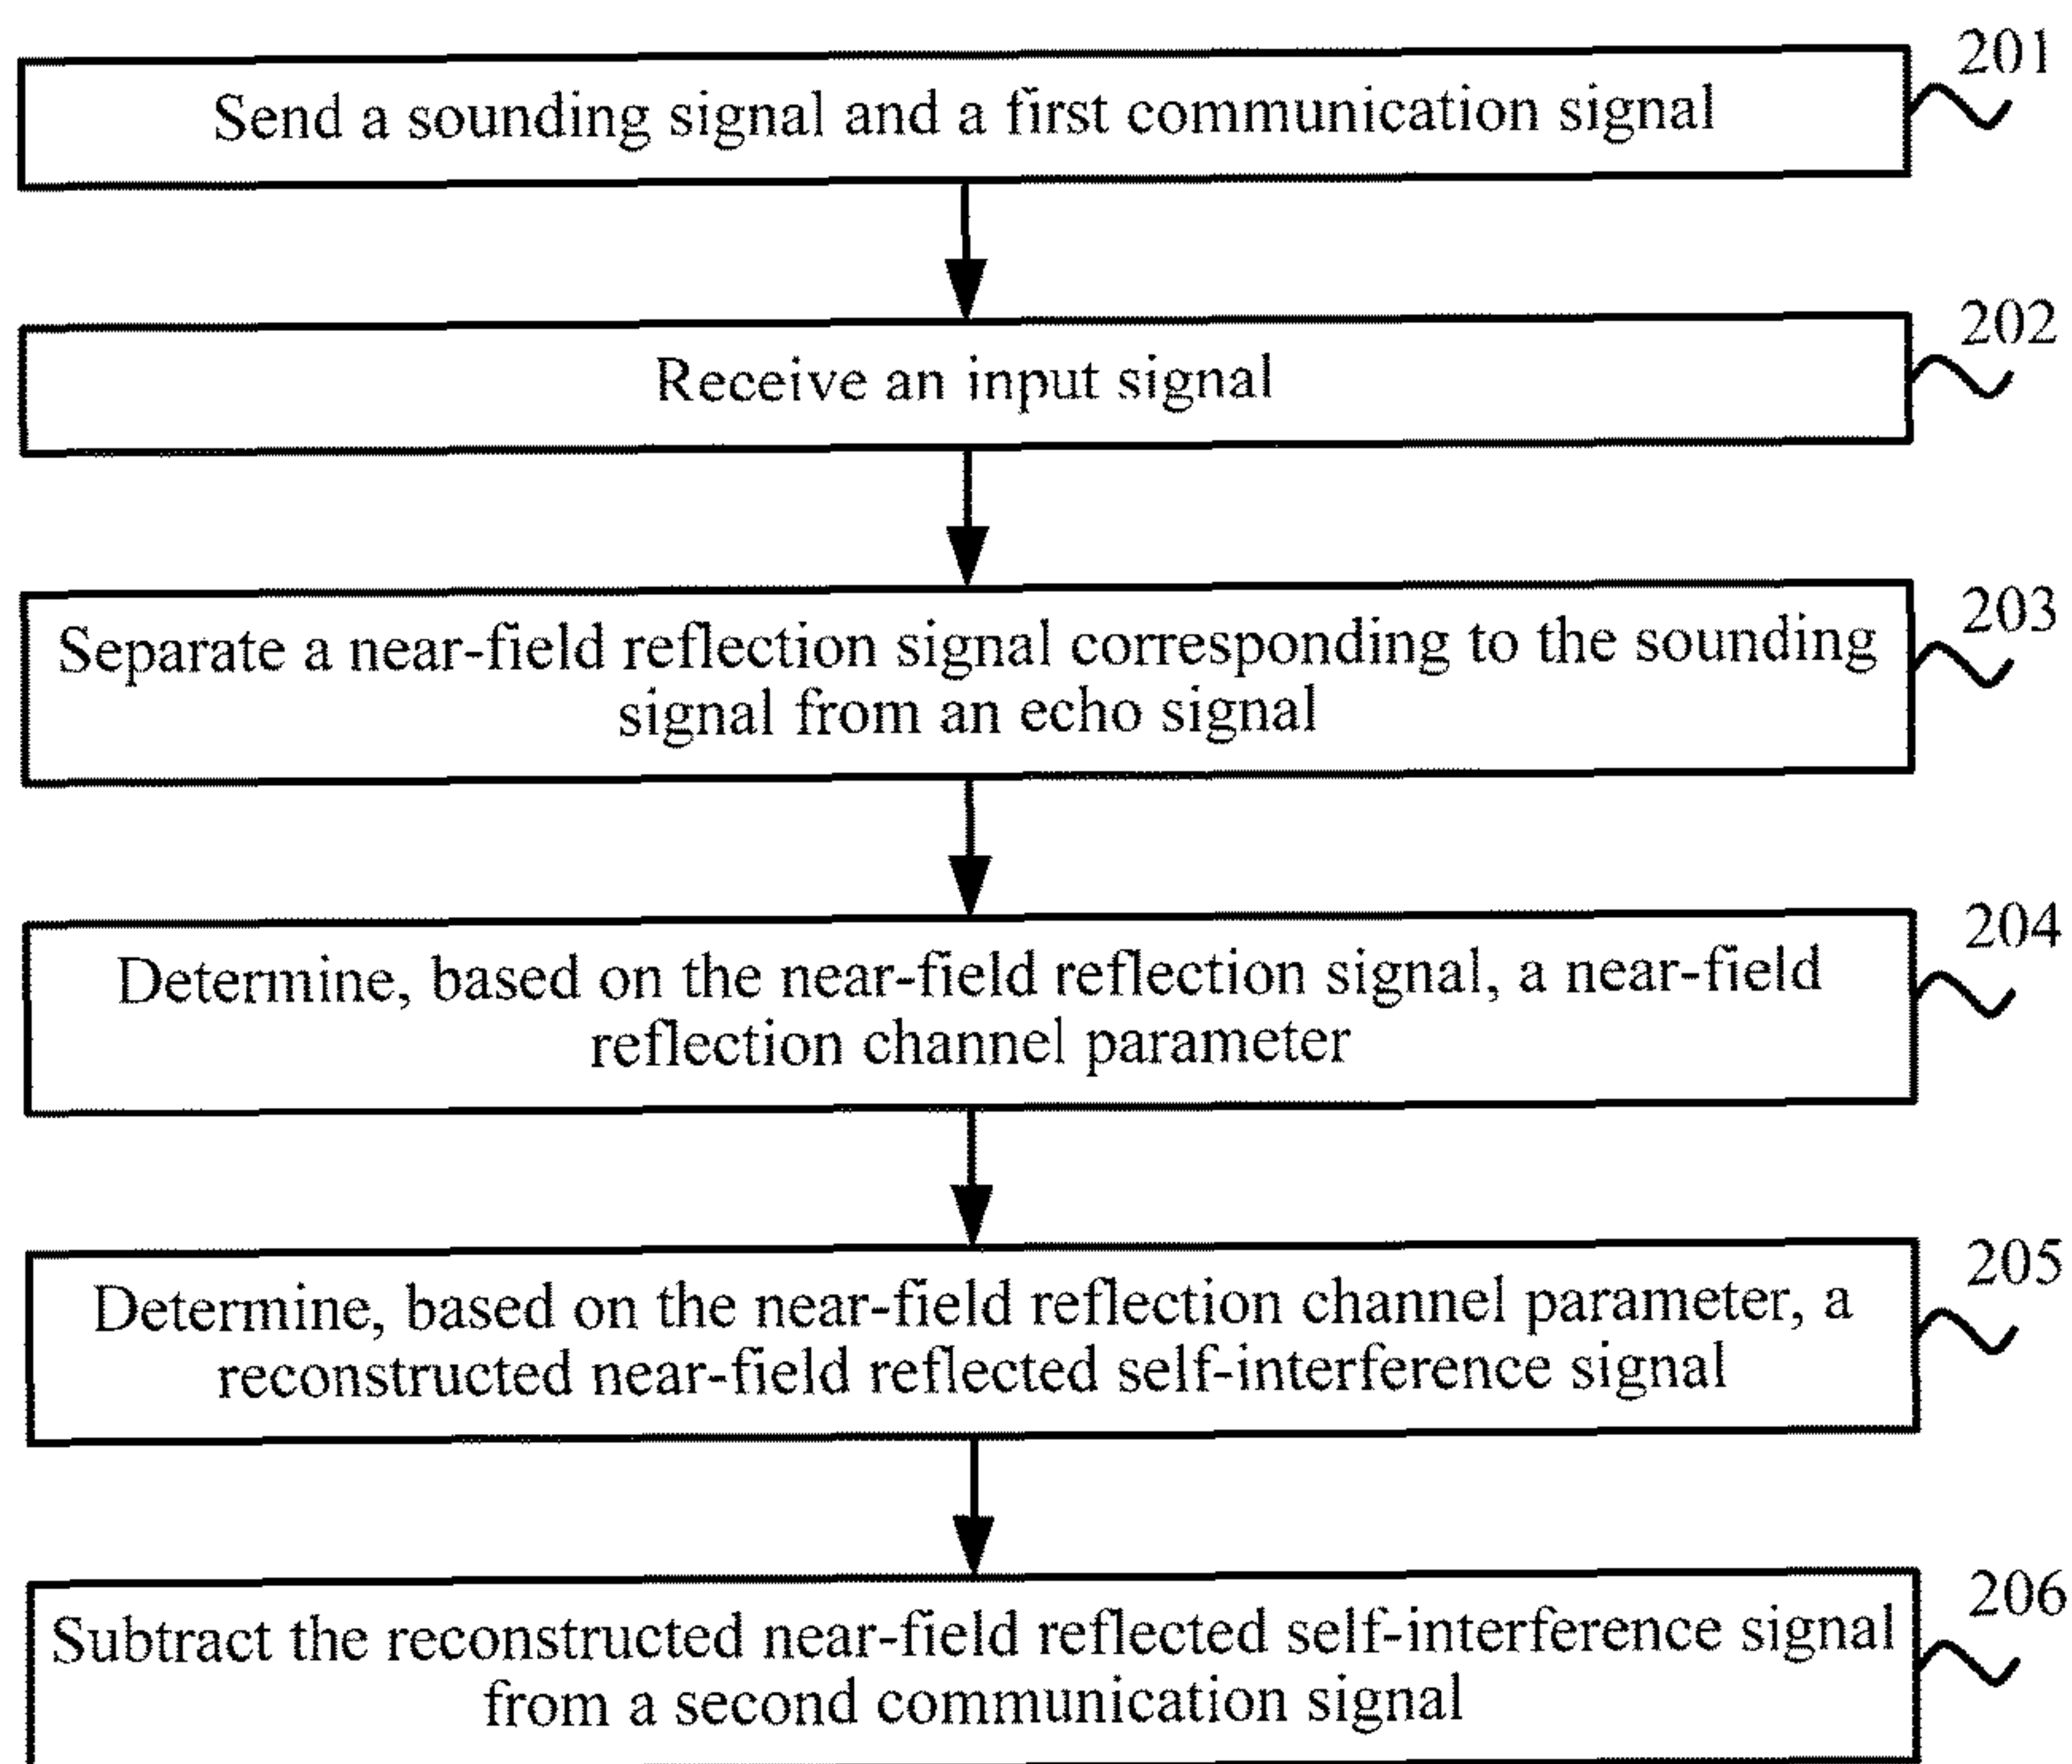 201
Send a sounding signal and a first communication signal
202
Receive an input signal
203
Separate a near-field reflection signal corresponding to the sounding
signal from an echo signal
204
Determine, based on the near-field reflection signal, a near-field
reflection channel parameter
205
Determine, based on the near-field reflection channel parameter, a
reconstructed near-field reflected self-interference signal
206
Subtract the reconstructed near-field reflected self-interference signal
from a second communication signal